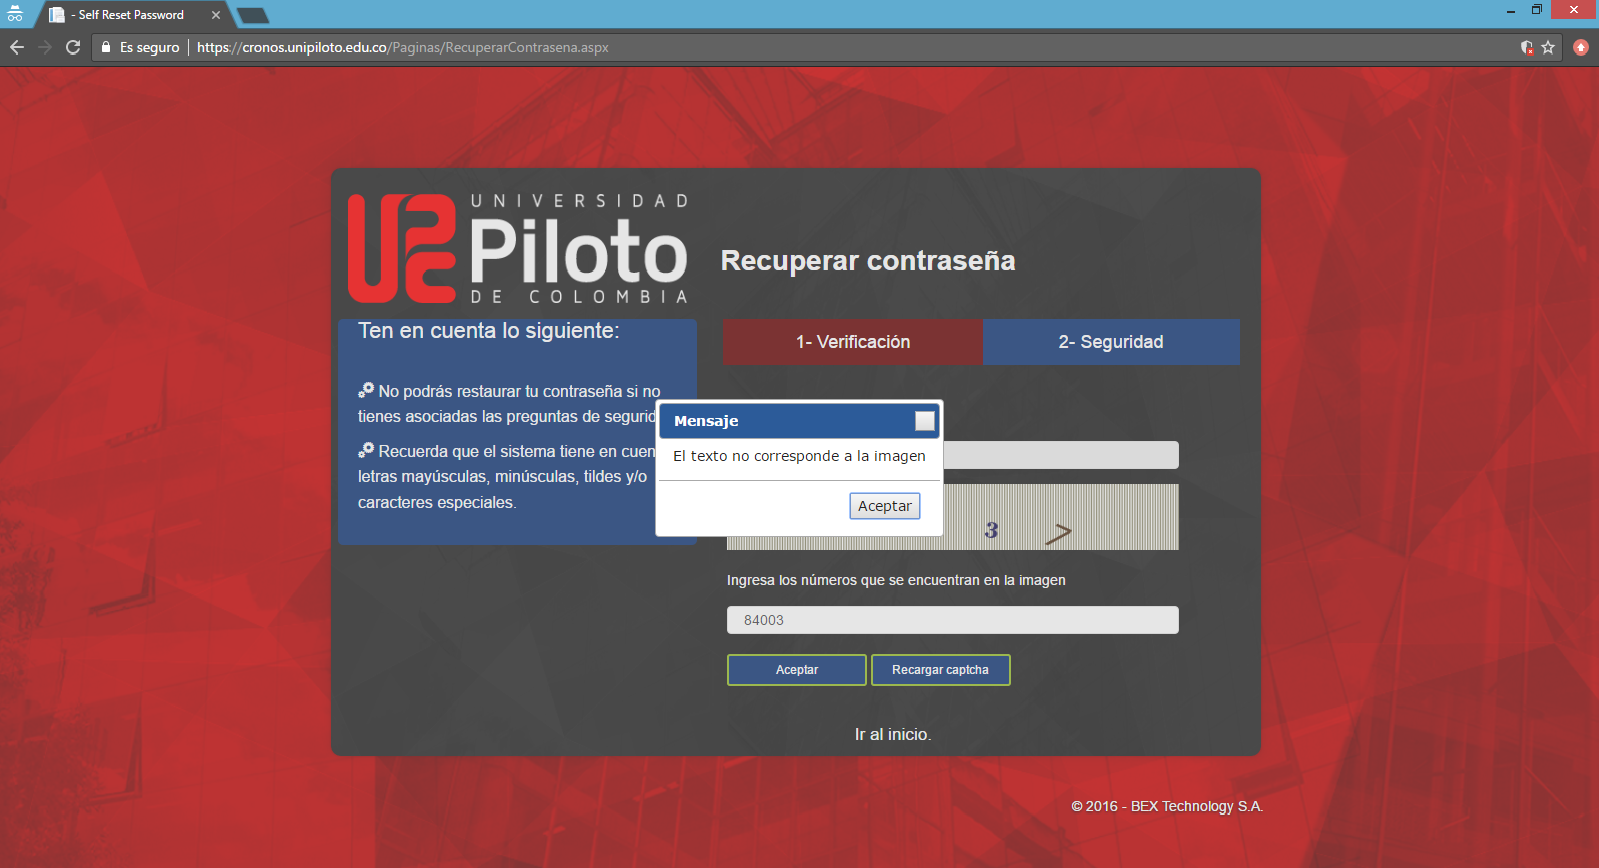 - Self Reset Password
Es seguro
https://cronos.unipiloto.edu.co/Paginas/RecuperarContrasena.aspx
UNIVERSIDAD
Piloto
DE COLOMBIA
Recuperar contraseña
Ten en cuenta lo siguiente:
1- Verificación
2- Seguridad
No podrás restaurar tu contraseña si no
tienes asociadas las preguntas de segurid
Recuerda que el sistema tiene en cuen
letras mayúsculas, minúsculas, tildes y/o
caracteres especiales.
Mensaje
El texto no corresponde a la imagen
Aceptar
3 >
Ingresa los números que se encuentran en la imagen
84003
Aceptar
Recargar captcha
Ir al inicio.
© 2016 - BEX Technology S.A.